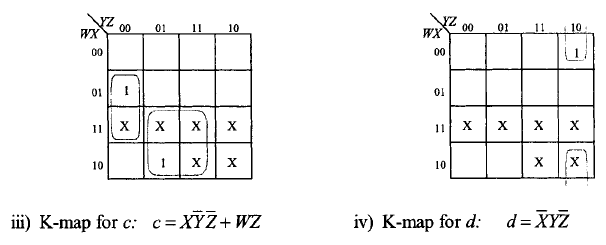 YZ 00 01 11 10
WX
00
01 1
11 X X X X
10 1 X X
YZ 00 01 11 10
WX
00 1
01
11 X X X X
10 X X
iii) K-map for c: c = XY̅Z̅ + WZ
iv) K-map for d: d = X̅YZ̅